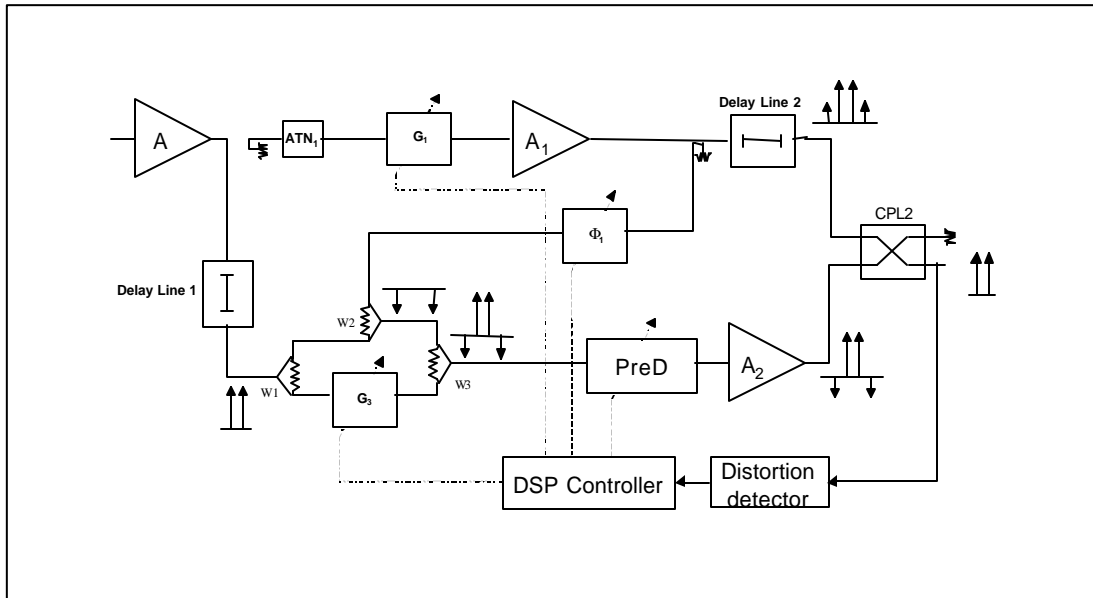 A
ATN1
G1
A1
Delay Line 2
CPL2
Φ1
Delay Line 1
W2
W1
G3
W3
PreD
A2
DSP Controller
Distortion
detector